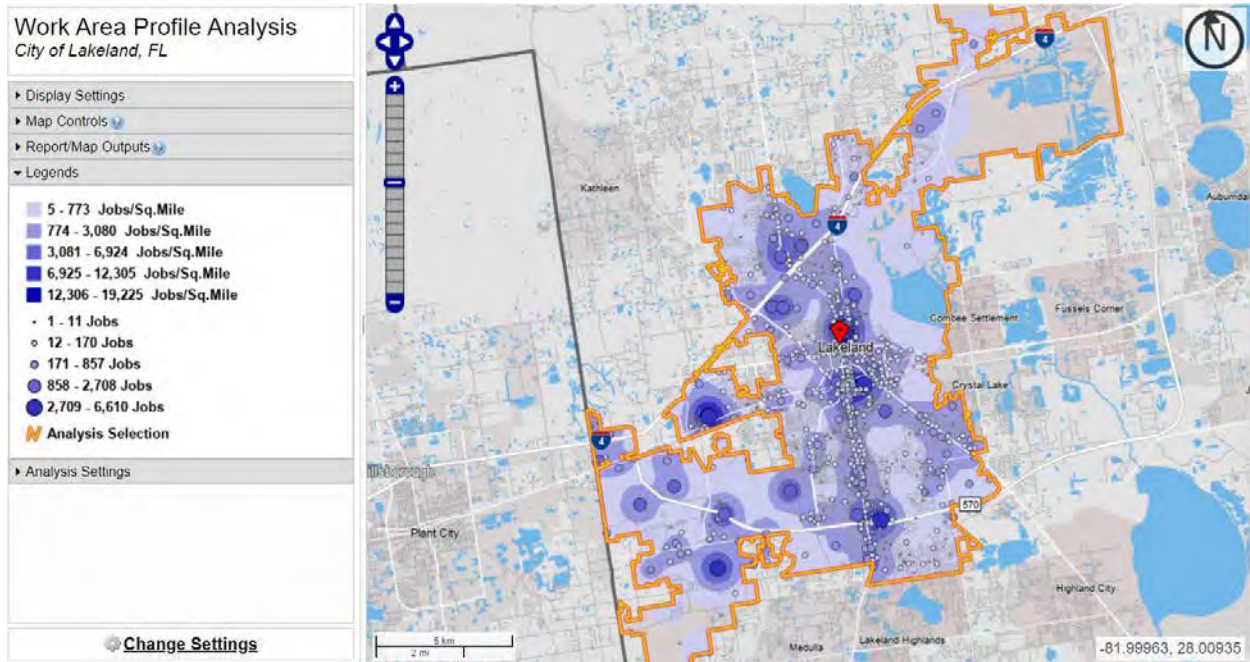 Work Area Profile Analysis
City of Lakeland, FL
Display Settings
Map Controls
Report/Map Outputs
Legends
5 - 773 Jobs/Sq.Mile
774 - 3,080 Jobs/Sq.Mile
3,081 - 6,924 Jobs/Sq.Mile
6,925 - 12,305 Jobs/Sq.Mile
12,306 - 19,225 Jobs/Sq.Mile
1 - 11 Jobs
12 - 170 Jobs
171 - 857 Jobs
858 - 2,708 Jobs
2,709 - 6,610 Jobs
Analysis Selection
Analysis Settings
Change Settings
N
4
Kathleen
Auburnda
4
Combee Settlement
Fussels Corner
Lakeland
Crystal Lake
4
illsborough
570
Plant City
Highland City
5 km
2 mi
Medulla
Lakeland Highlands
-81.99963, 28.00935